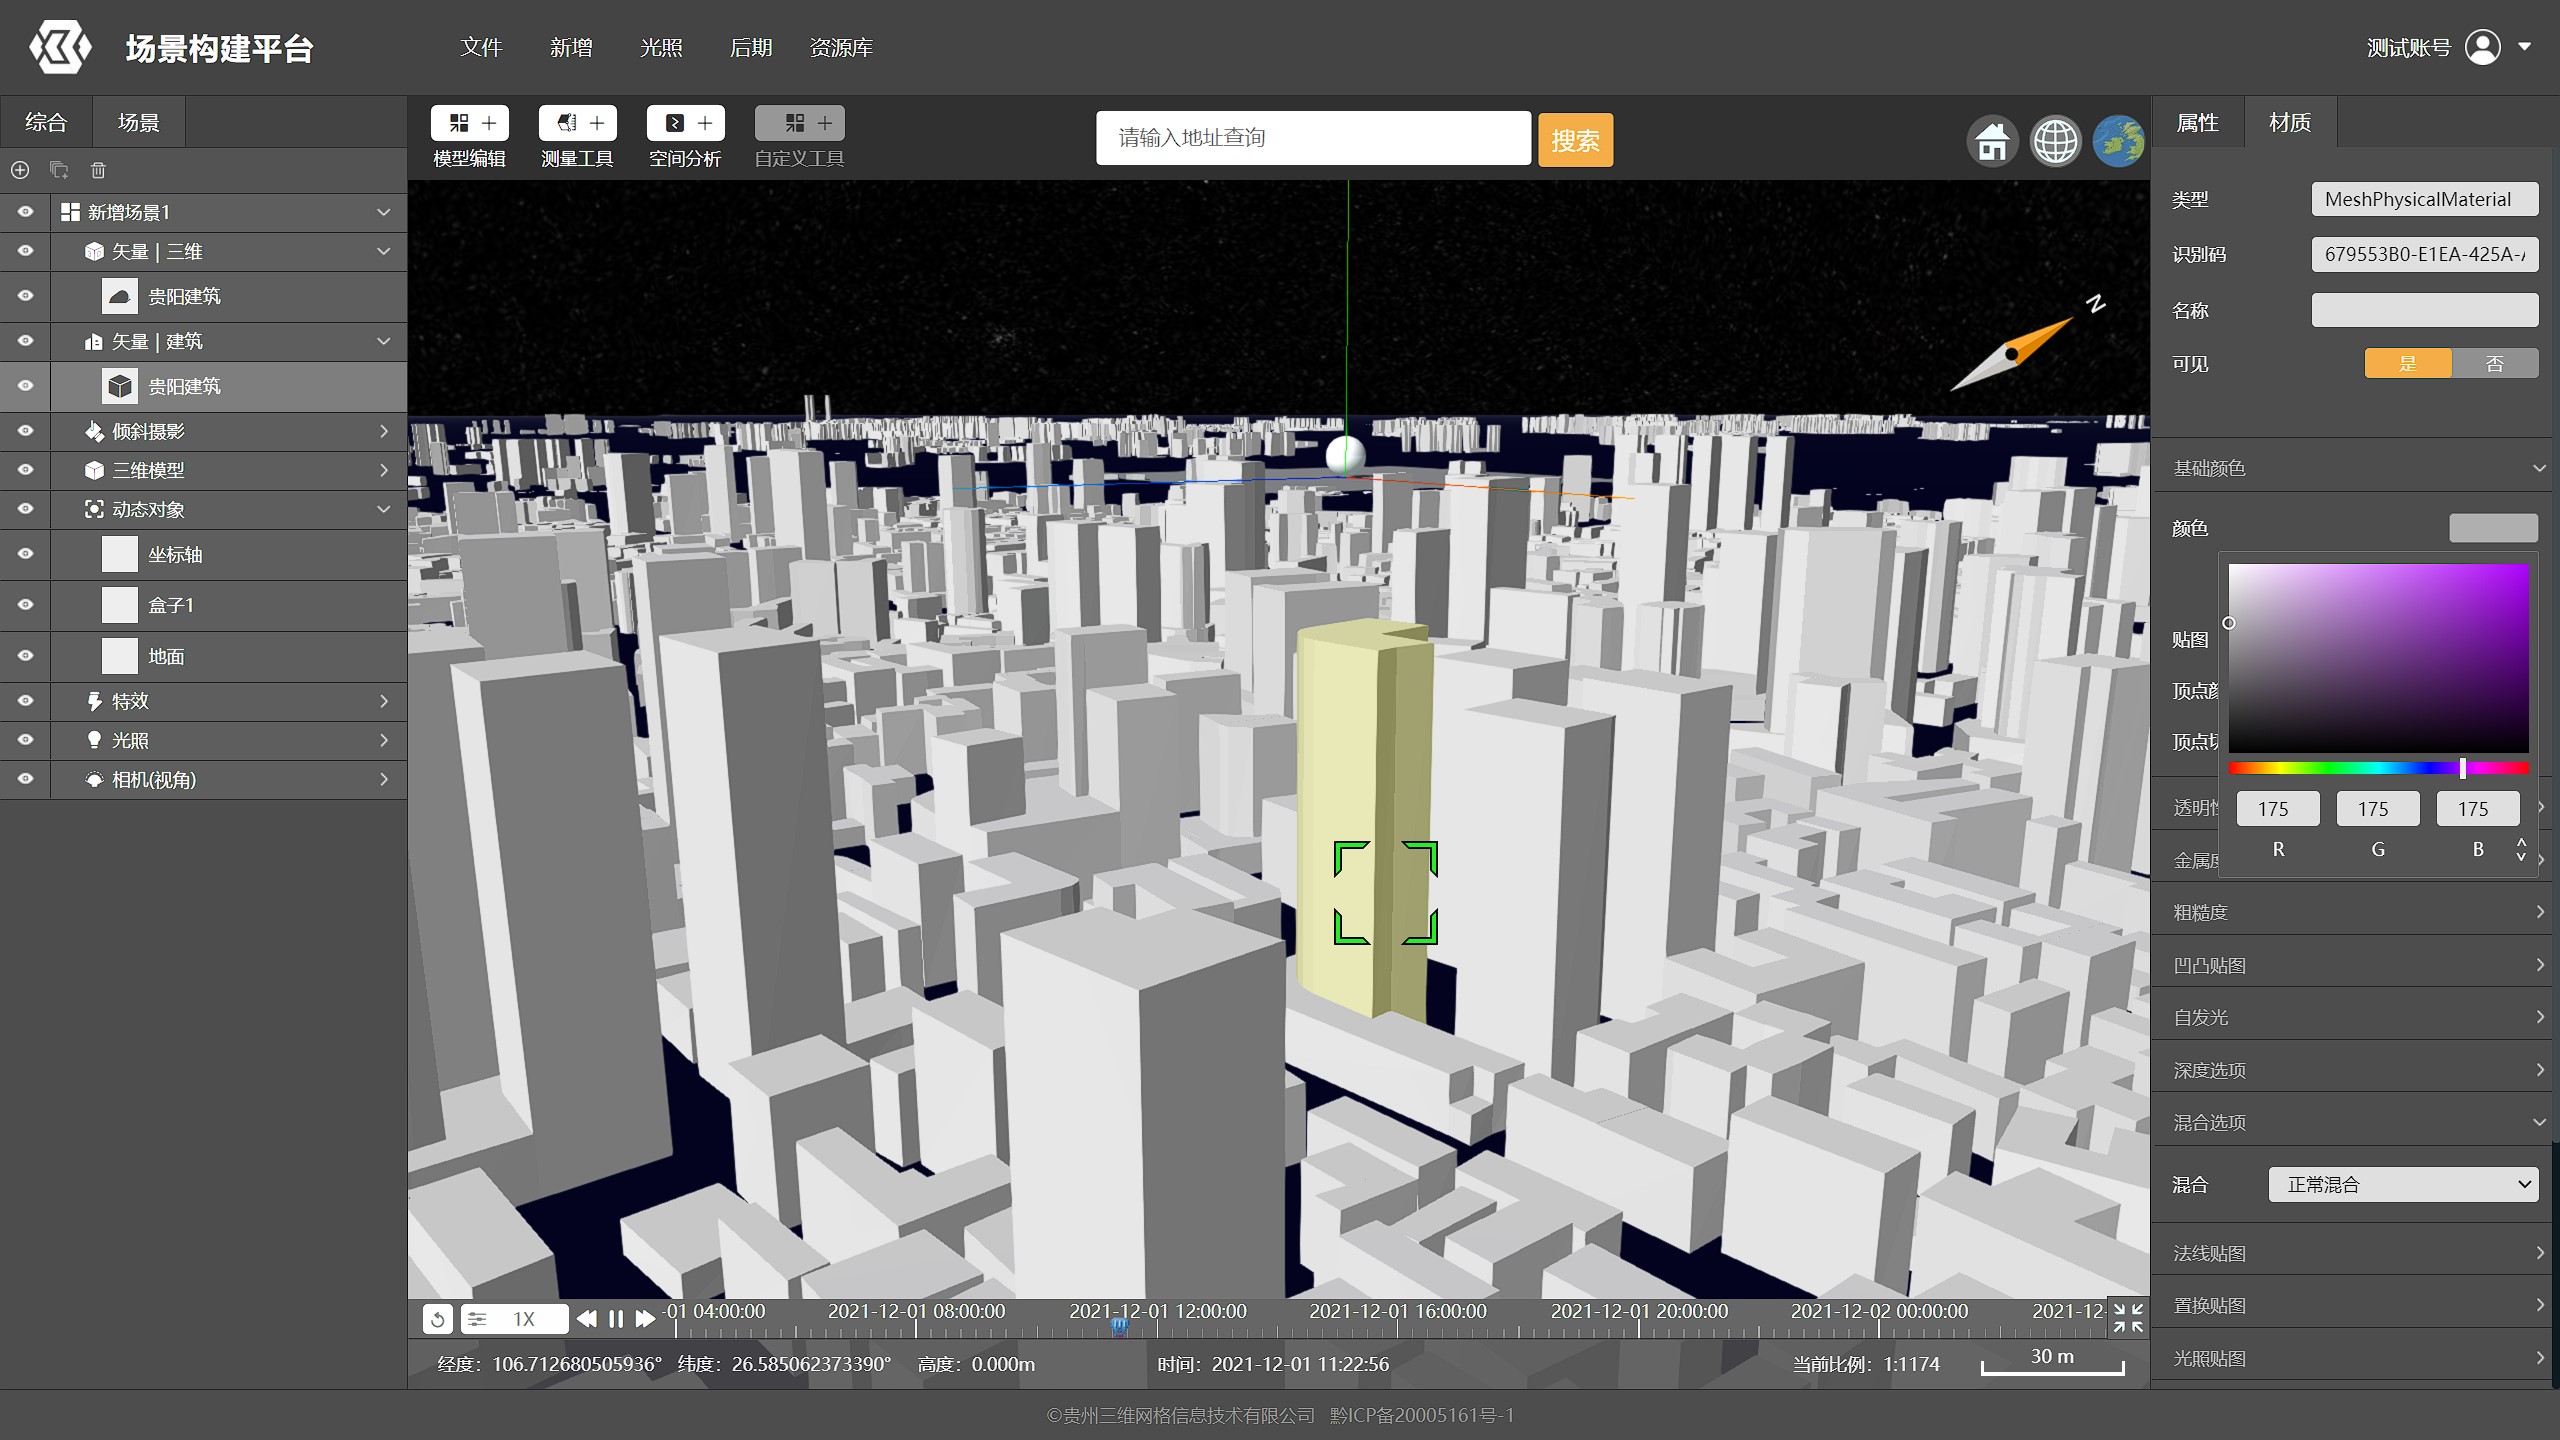 场景构建平台
文件 新增 光照 后期 资源库
测试账号
综合 场景
模型编辑 测量工具 空间分析 自定义工具
请输入地址查询
搜索
属性 材质
新增场景1
矢量 | 三维
贵阳建筑
矢量 | 建筑
贵阳建筑
倾斜摄影
三维模型
动态对象
坐标轴
盒子1
地面
特效
光照
相机(视角)
N
类型 MeshPhysicalMaterial
识别码 679553B0-E1EA-425A-
名称
可见 是 否
基础颜色
颜色
贴图
顶点
顶点
透明
175 175 175
R G B
金属
粗糙度
凹凸贴图
自发光
深度选项
混合选项
混合 正常混合
法线贴图
置换贴图
光照贴图
1X
-01 04:00:00 2021-12-01 08:00:00 2021-12-01 12:00:00 2021-12-01 16:00:00 2021-12-01 20:00:00 2021-12-02 00:00:00 2021-12-
经度：106.712680505936° 纬度：26.585062373390° 高度：0.000m 时间：2021-12-01 11:22:56 当前比例：1:1174 30 m
©贵州三维网格信息技术有限公司 黔ICP备20005161号-1